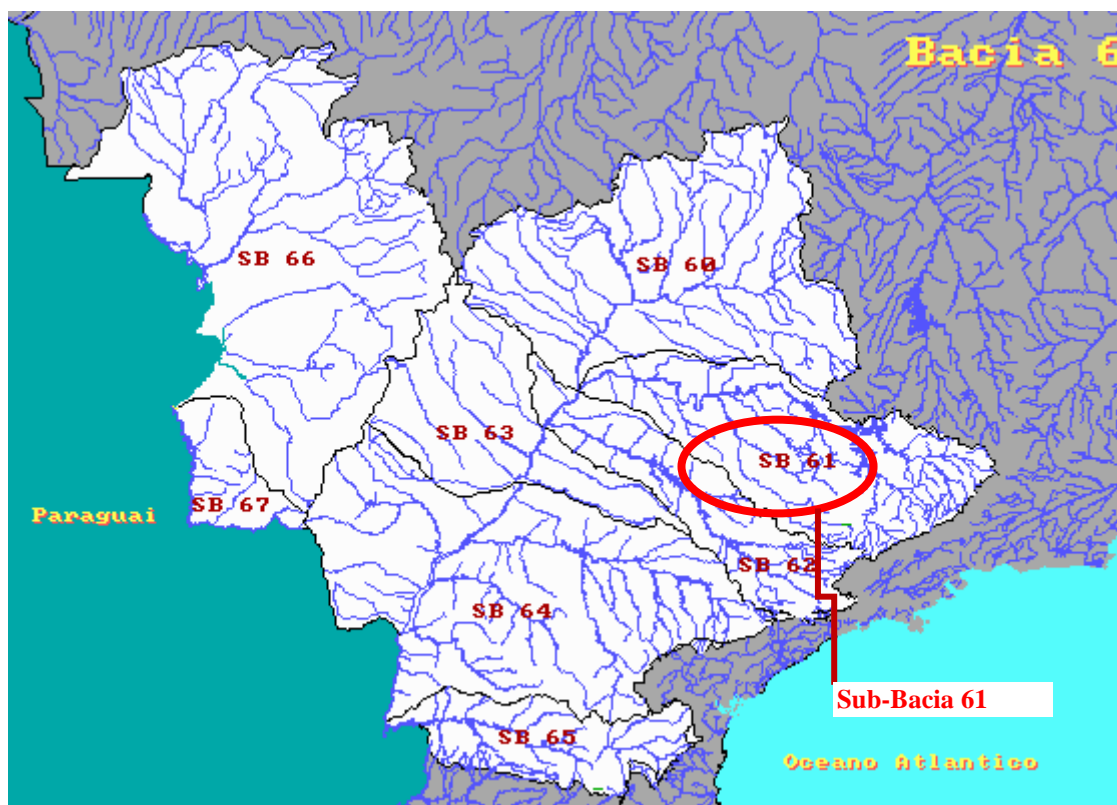 Bacia 6
SB 66
SB 60
SB 63
SB 61
SB 67
Paraguai
SB 62
SB 64
Sub-Bacia 61
SB 65
Oceano Atlantico